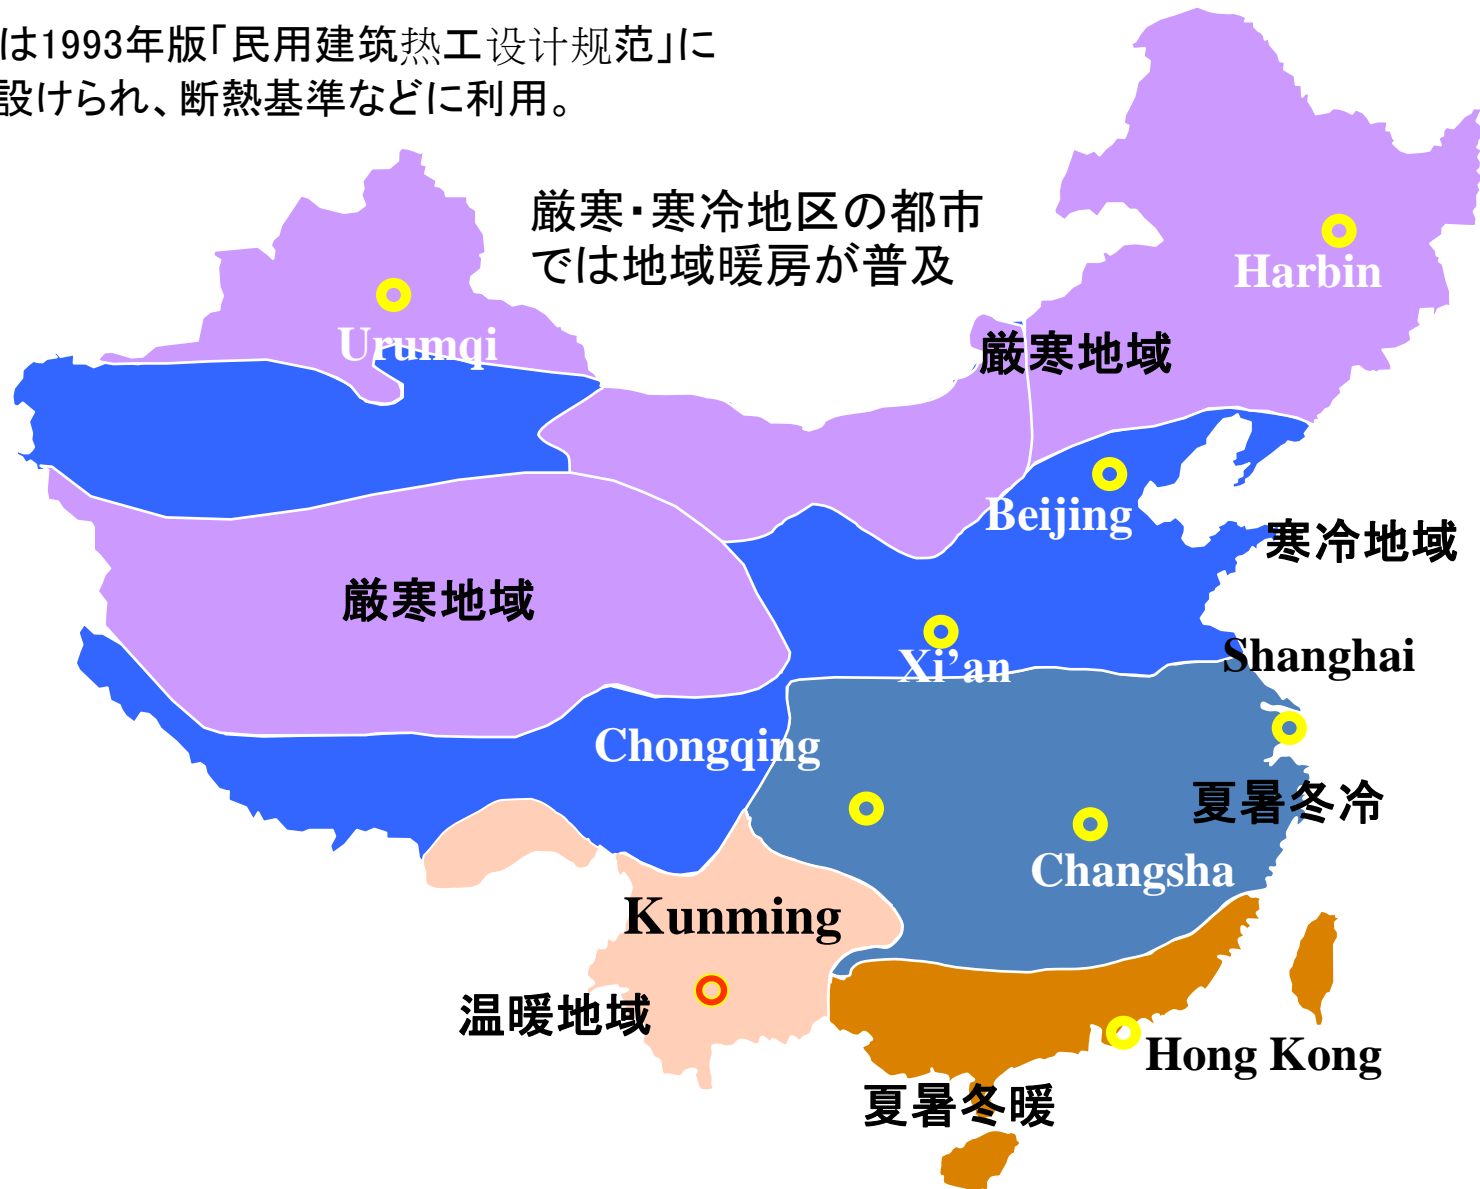 は1993年版「民用建筑热工设计规范」に
設けられ、断熱基準などに利用。
厳寒・寒冷地区の都市
では地域暖房が普及
Harbin
Urumqi
厳寒地域
Beijing
寒冷地域
厳寒地域
Xi’an
Shanghai
Chongqing
夏暑冬冷
Changsha
Kunming
温暖地域
Hong Kong
夏暑冬暖